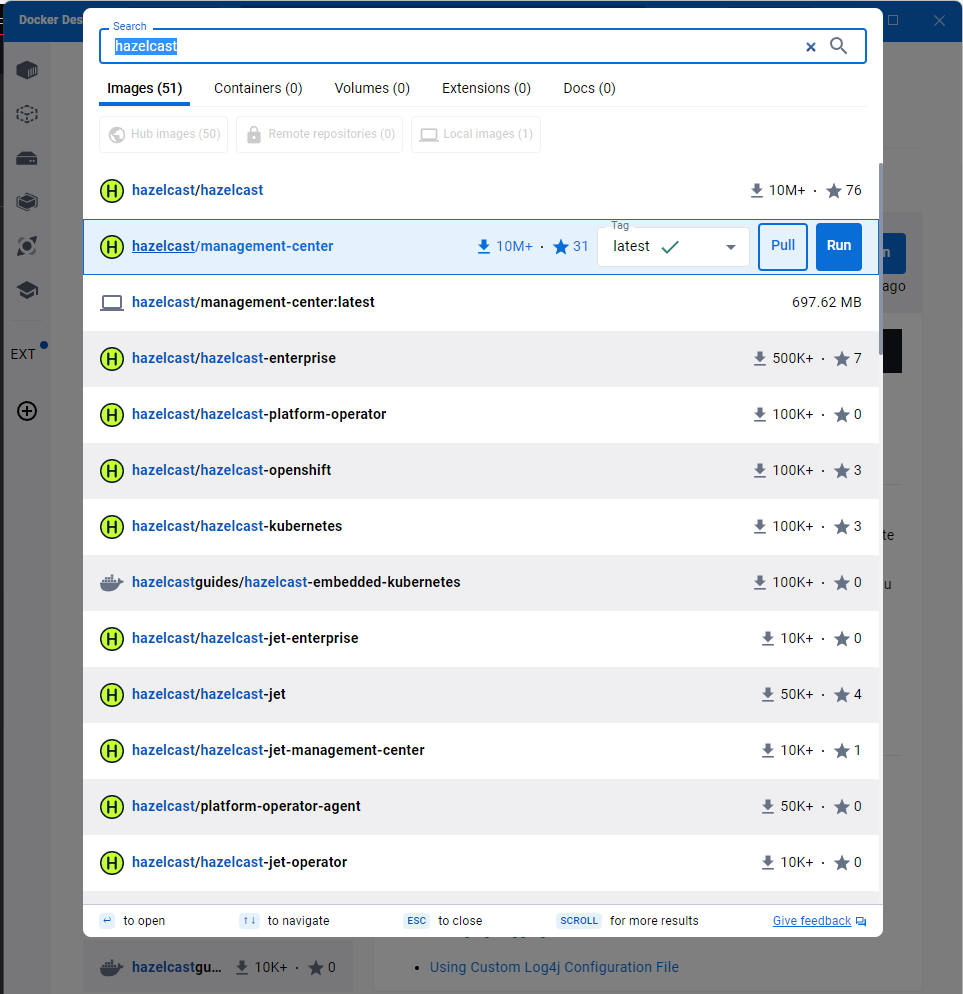 Docker Des
Search
hazelcast
Images (51) Containers (0) Volumes (0) Extensions (0) Docs (0)
Hub images (50) Remote repositories (0) Local images (1)
H hazelcast/hazelcast 10M+ · 76
Tag
H hazelcast/management-center 10M+ · 31 latest Pull Run
n
hazelcast/management-center:latest 697.62 MB
ago
EXT
H hazelcast/hazelcast-enterprise 500K+ · 7
H hazelcast/hazelcast-platform-operator 100K+ · 0
H hazelcast/hazelcast-openshift 100K+ · 3
H hazelcast/hazelcast-kubernetes 100K+ · 3
te
hazelcastguides/hazelcast-embedded-kubernetes 100K+ · 0
u
H hazelcast/hazelcast-jet-enterprise 10K+ · 0
H hazelcast/hazelcast-jet 50K+ · 4
H hazelcast/hazelcast-jet-management-center 10K+ · 1
H hazelcast/platform-operator-agent 50K+ · 0
H hazelcast/hazelcast-jet-operator 10K+ · 0
to open to navigate ESC to close SCROLL for more results Give feedback
hazelcastgu... 10K+ · 0
• Using Custom Log4j Configuration File